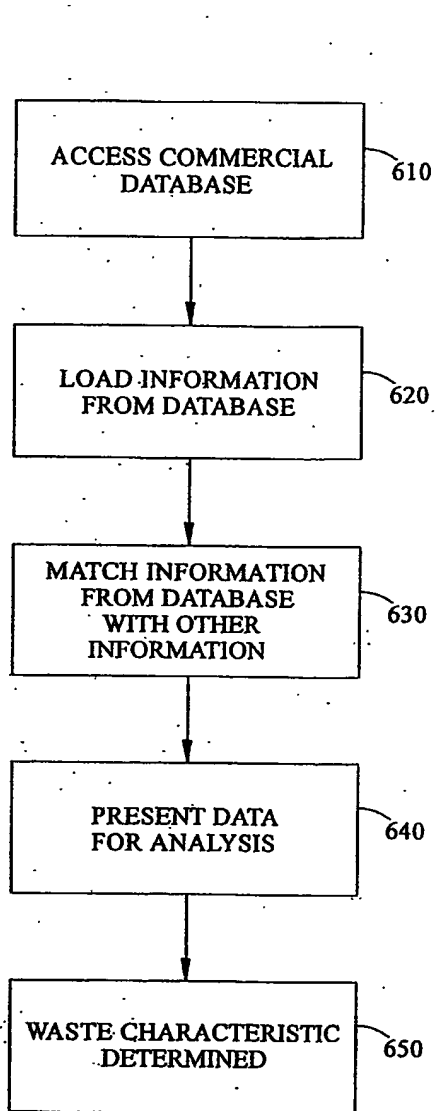 ACCESS COMMERCIAL
DATABASE
610
LOAD INFORMATION
FROM DATABASE
620
MATCH INFORMATION
FROM DATABASE
WITH OTHER
INFORMATION
630
PRESENT DATA
FOR ANALYSIS
640
WASTE CHARACTERISTIC
DETERMINED
650